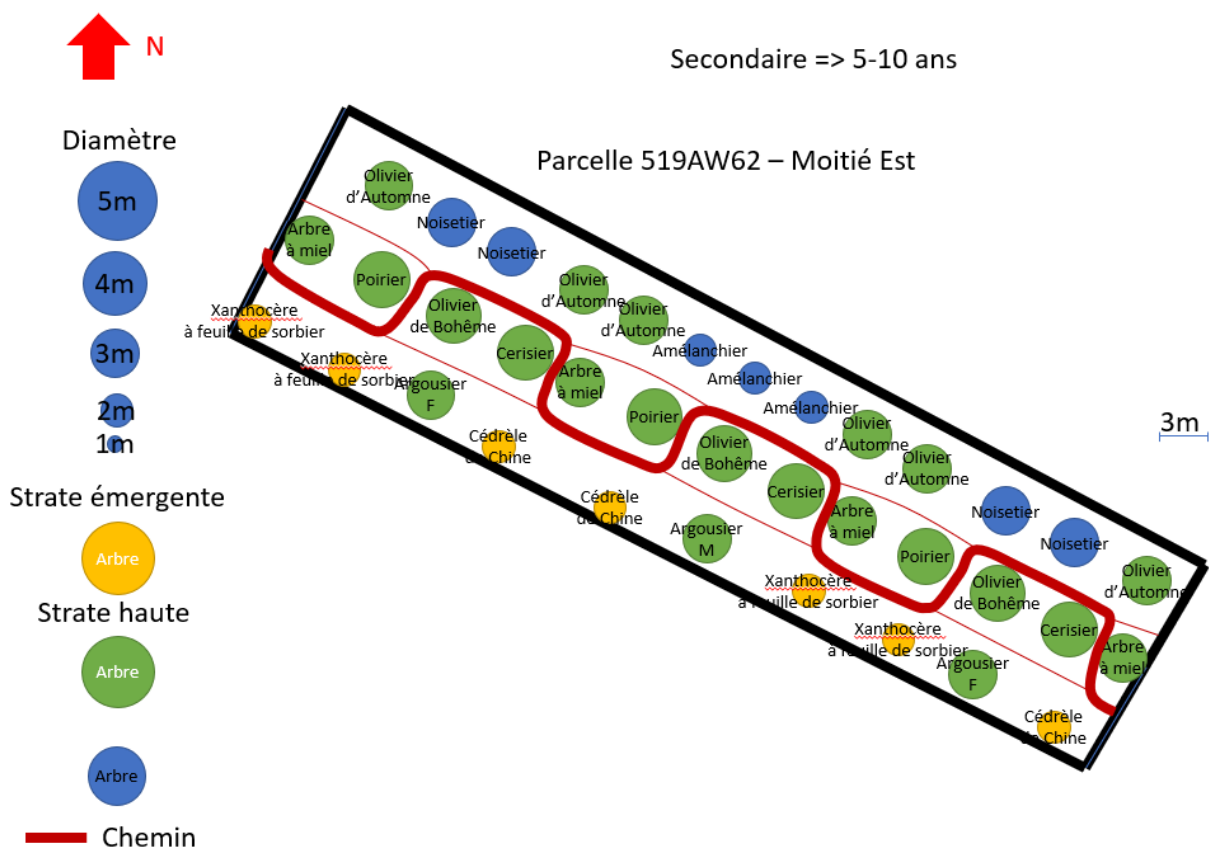 N
Secondaire => 5-10 ans
Diamètre
5m
4m
3m
2m
1m
Strate émergente
Arbre
Strate haute
Arbre
Arbre
Chemin
Parcelle 519AW62 – Moitié Est
3m
Olivier
d'Automne
Noisetier
Noisetier
Olivier
d'Automne
Olivier
d'Automne
Amélanchier
Amélanchier
Amélanchier
Olivier
d'Automne
Olivier
d'Automne
Noisetier
Noisetier
Olivier
d'Automne
Arbre
à miel
Poirier
Olivier
de Bohême
Cerisier
Arbre
à miel
Poirier
Olivier
de Bohême
Cerisier
Arbre
à miel
Poirier
Olivier
de Bohême
Cerisier
Arbre
à miel
Xanthocère
à feuille de sorbier
Xanthocère
à feuille de sorbier
Argousier
F
Cédrèle
de Chine
Cédrèle
de Chine
Argousier
M
Xanthocère
à feuille de sorbier
Xanthocère
à feuille de sorbier
Argousier
F
Cédrèle
de Chine